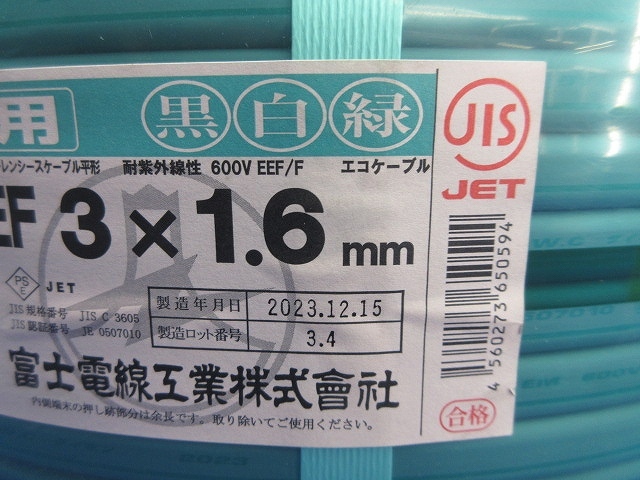 用 黒 白 緑
レンシースケーブル平形 耐紫外線性 600V EEF/F エコケーブル
EF 3×1.6 mm
PS
E
JET
JIS 規格番号 JIS C 3605
JIS 認証番号 JE 0507010
製造年月日 2023.12.15
製造ロット番号 3.4
富士電線工業株式會社
内側端末の押し跡部分は余長です。取り除いてご使用ください。
JIS
JET
4 560273 650594
合格